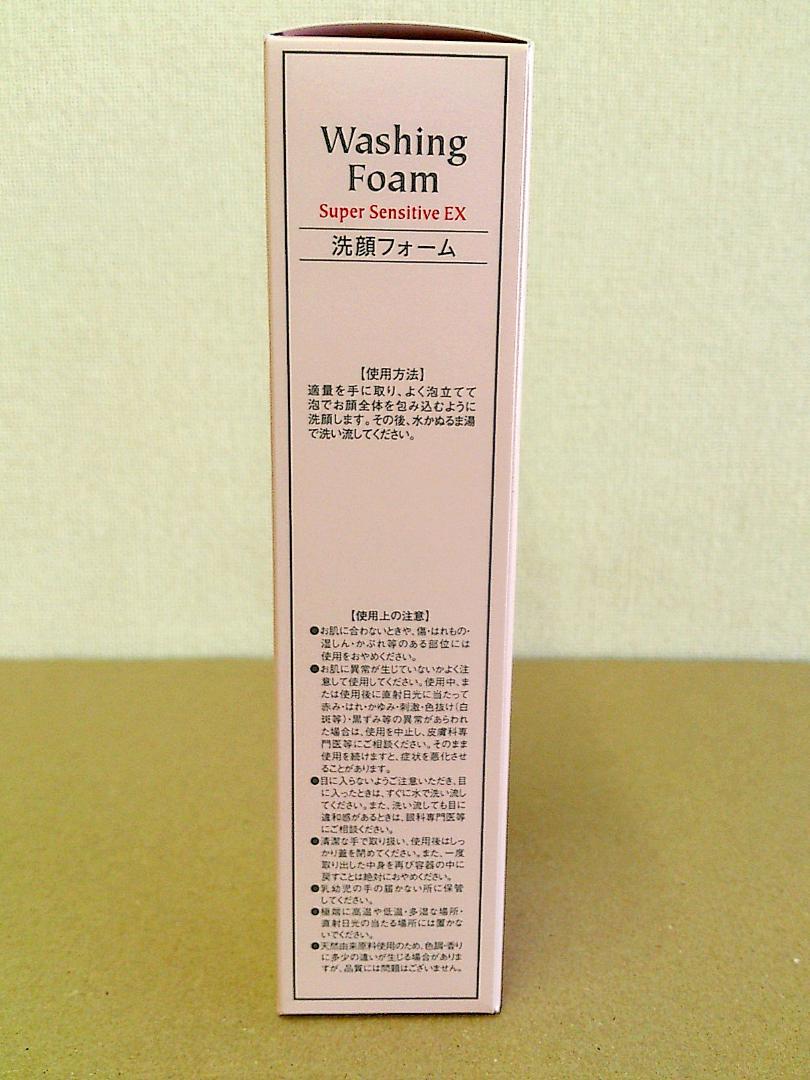 Washing
Foam
Super Sensitive EX
洗顔フォーム
【使用方法】
適量を手に取り、よく泡立てて
泡でお顔全体を包み込むように
洗顔します。その後、水かぬるま湯
で洗い流してください。
【使用上の注意】
●お肌に合わないときや、傷・はれもの・
湿しん・かぶれ等のある部位には
使用をおやめください。
●お肌に異常が生じていないかよく注
意して使用してください。使用中、ま
たは使用後に直射日光に当たって
赤み・はれ・かゆみ・刺激・色抜け(白
斑等)・黒ずみ等の異常があらわれ
た場合は、使用を中止し、皮膚科専
門医等にご相談ください。そのまま
使用を続けますと、症状を悪化させ
ることがあります。
●目に入らないようご注意いただき、目
に入ったときは、すぐに水で洗い流し
てください。また、洗い流しても目に
違和感があるときは、眼科専門医等
にご相談ください。
●清潔な手で取り扱い、使用後はしっ
かり蓋を閉めてください。また、一度
取り出した中身を再び容器の中に
戻すことは絶対におやめください。
●乳幼児の手の届かない所に保管
してください。
●極端に高温や低温・多湿な場所・
直射日光の当たる場所には置かな
いでください。
●天然由来原料使用のため、色調・香り
に多少の違いが生じる場合がありま
すが、品質には問題はございません。